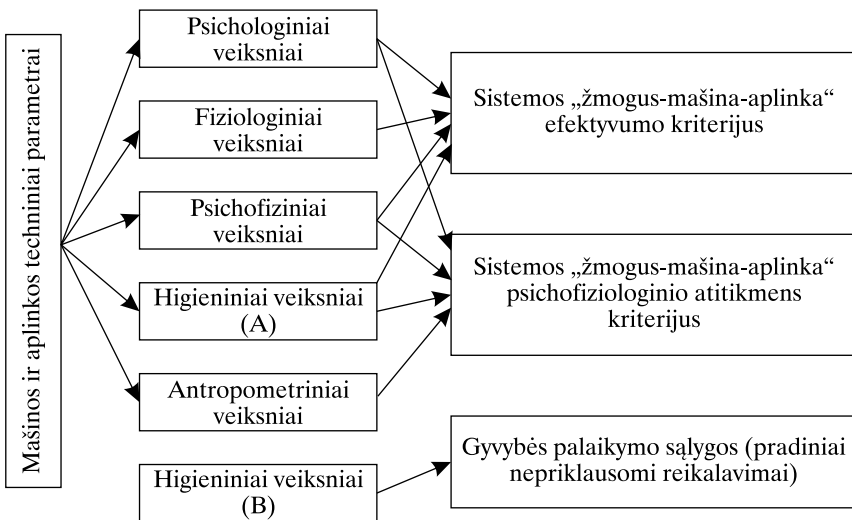 Mašinos ir aplinkos techniniai parametrai
Psichologiniai
veiksniai
Fiziologiniai
veiksniai
Psichofiziniai
veiksniai
Higieniniai veiksniai
(A)
Antropometriniai
veiksniai
Higieniniai veiksniai
(B)
Sistemos „žmogus-mašina-aplinka“
efektyvumo kriterijus
Sistemos „žmogus-mašina-aplinka“
psichofiziologinio atitikmens
kriterijus
Gyvybės palaikymo sąlygos (pradiniai
nepriklausomi reikalavimai)